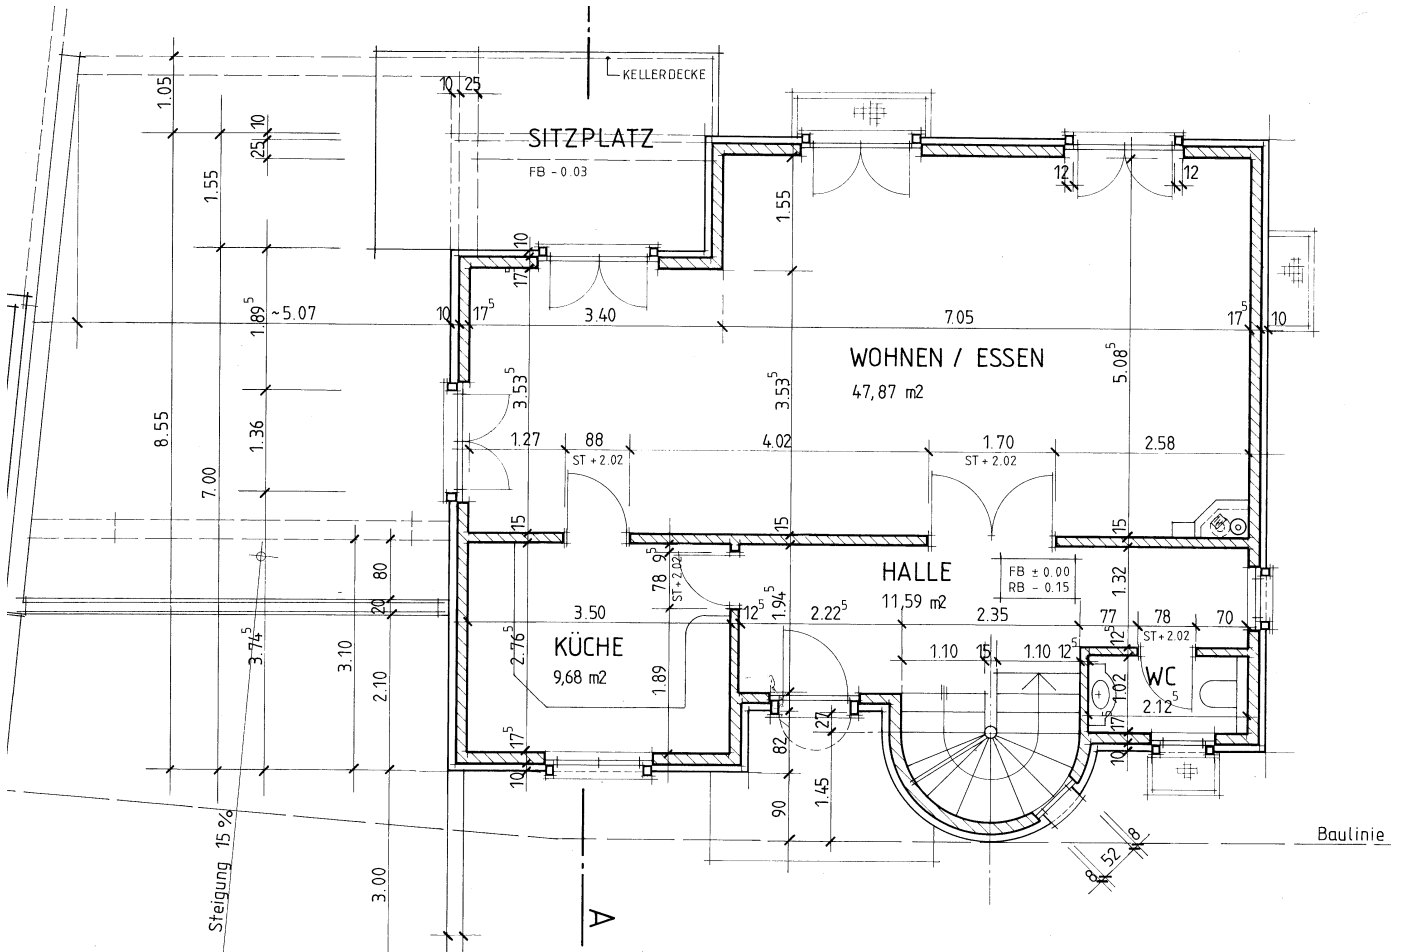 KELLERDECKE
10 25
1.05
10
SITZPLATZ
25
FB - 0.03
12 12
1.55
1.55
10
17⁵
1.89⁵
~5.07
10 17⁵
3.40
7.05
17⁵ 10
WOHNEN / ESSEN
47,87 m2
3.53⁵
3.53⁵
5.08⁵
8.55
1.36
1.27 88
4.02
1.70
2.58
ST + 2.02
ST + 2.02
7.00
15
15
15
80
9⁵
78
ST + 2.02
HALLE
11,59 m2
FB ± 0.00
RB - 0.15
1.32
20
3.50
12⁵
1.94⁵
2.22⁵
2.35
77 78 70
ST + 2.02
12⁵
3.74⁵
3.10
2.10
2.76⁵
KÜCHE
9,68 m2
1.89
1.10 15 1.10 12⁵
WC
1.02
2.12⁵
17⁵
10
82
27
17⁵
10
90
1.45
Steigung 15 %
3.00
Baulinie
8
52
8
A